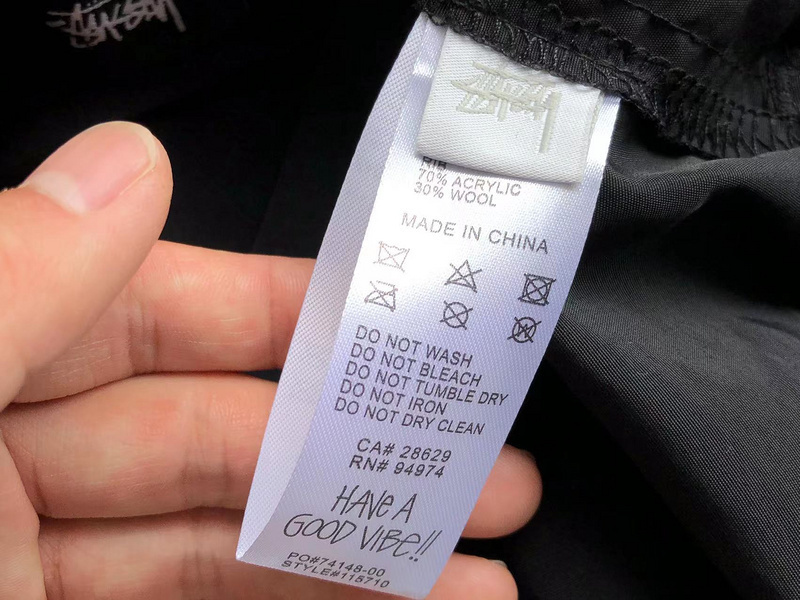 RIB
70% ACRYLIC
30% WOOL
MADE IN CHINA
DO NOT WASH
DO NOT BLEACH
DO NOT TUMBLE DRY
DO NOT IRON
DO NOT DRY CLEAN
CA# 28629
RN# 94974
HAVE A
GOOD VIBE!!
PO#74148-00
STYLE#115710